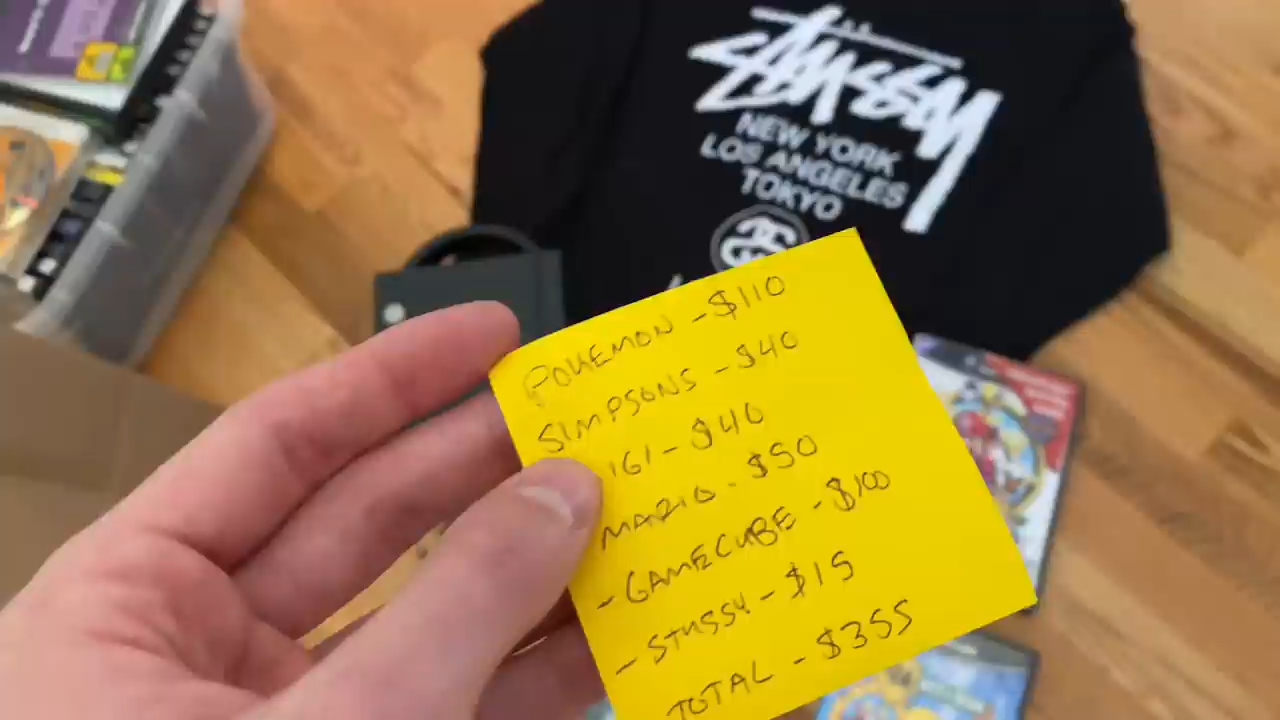 STUSSY
NEW YORK
LOS ANGELES
TOKYO
POKEMON - $110
SIMPSONS - $40
IGI - $40
MARIO - $50
- GAMECUBE - $100
- STUSSY - $15
TOTAL - $355